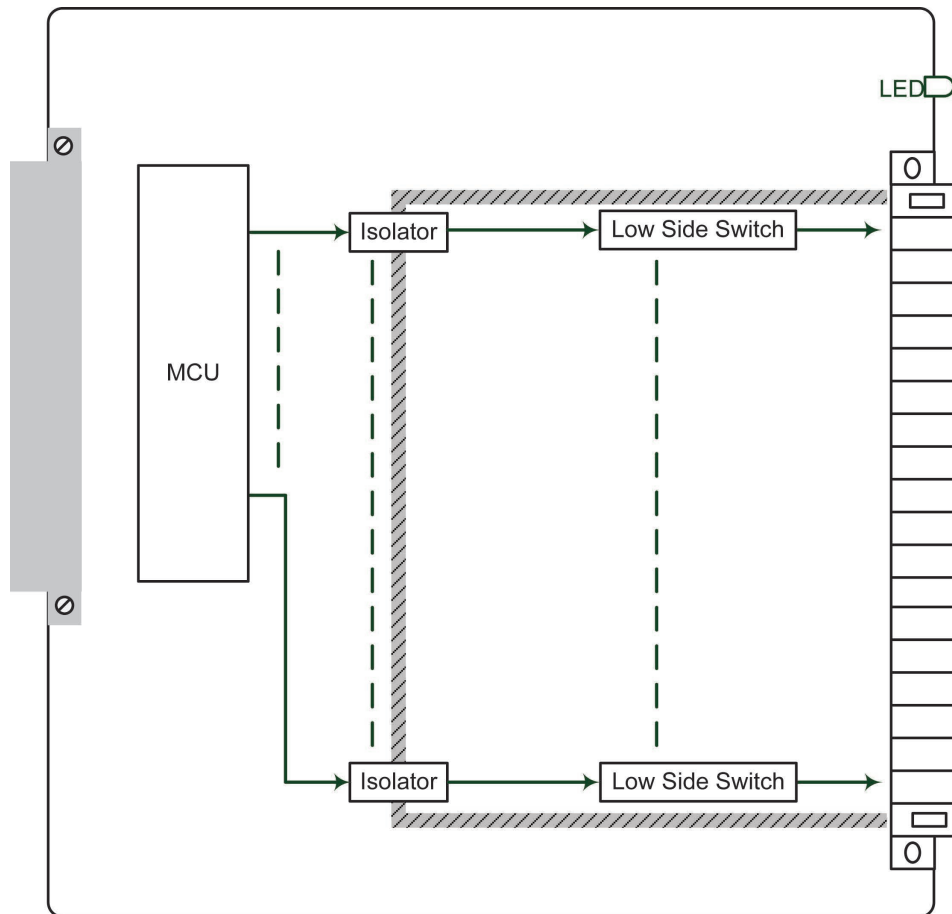 LED
Isolator
Low Side Switch
MCU
Isolator
Low Side Switch